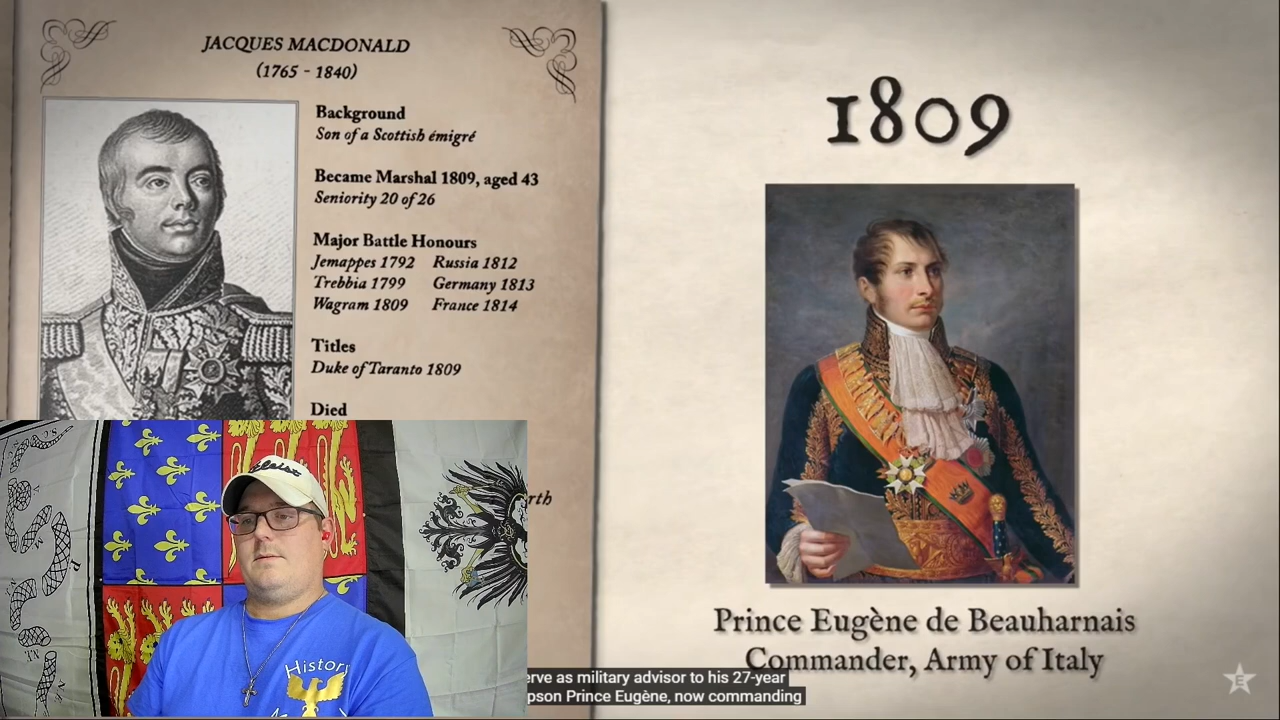 JACQUES MACDONALD
(1765 - 1840)
Background
Son of a Scottish émigré
Became Marshal 1809, aged 43
Seniority 20 of 26
Major Battle Honours
Jemappes 1792 Russia 1812
Trebbia 1799 Germany 1813
Wagram 1809 France 1814
Titles
Duke of Taranto 1809
Died
1809
Prince Eugène de Beauharnais
Commander, Army of Italy
as military advisor to his 27-year
Prince Eugène, now commanding
Titleist
History
E